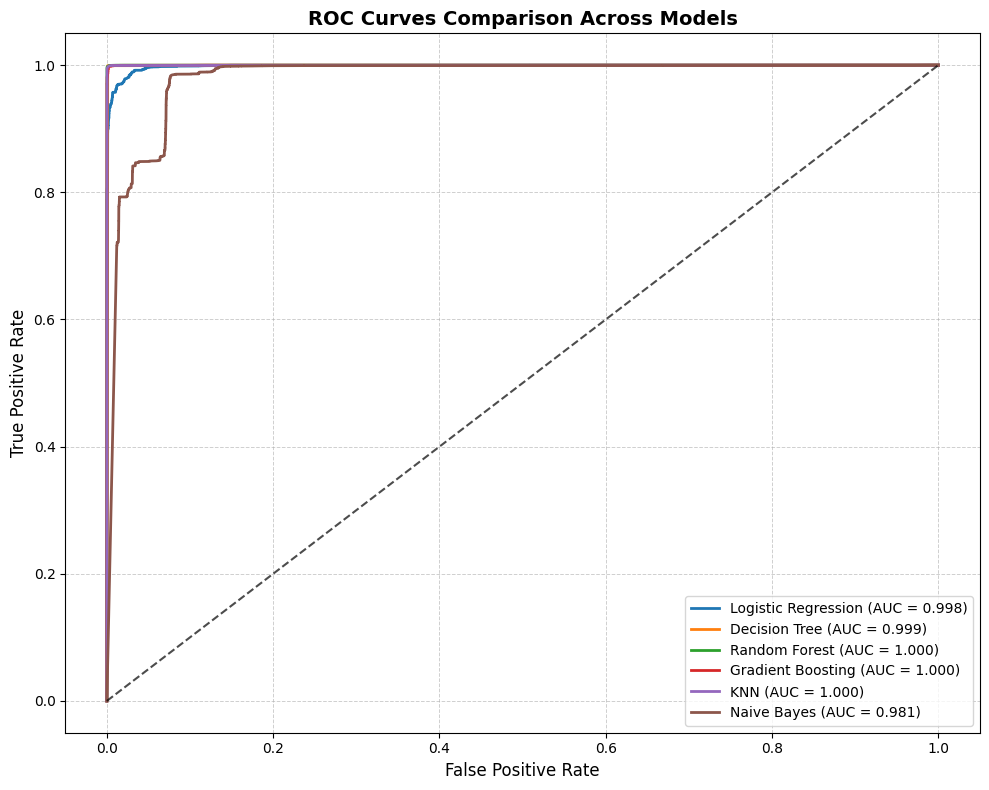 ROC Curves Comparison Across Models
True Positive Rate
1.0
0.8
0.6
0.4
0.2
0.0
0.0 0.2 0.4 0.6 0.8 1.0
False Positive Rate
Logistic Regression (AUC = 0.998)
Decision Tree (AUC = 0.999)
Random Forest (AUC = 1.000)
Gradient Boosting (AUC = 1.000)
KNN (AUC = 1.000)
Naive Bayes (AUC = 0.981)